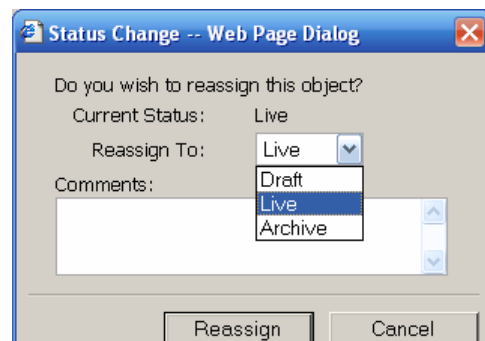 Status Change -- Web Page Dialog
Do you wish to reassign this object?
Current Status: Live
Reassign To: Live
Draft
Comments:
Live
Archive
Reassign Cancel